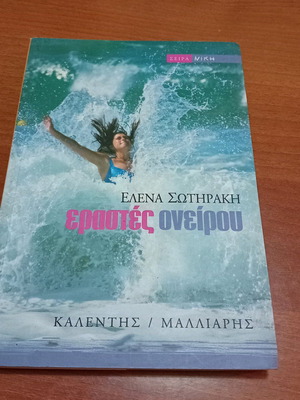 ΣΕΙΡΑ ΝΙΚΗ
ΕΛΕΝΑ ΣΩΤΗΡΑΚΗ
εραστές ονείρου
ΚΑΛΕΝΤΗΣ / ΜΑΛΛΙΑΡΗΣ